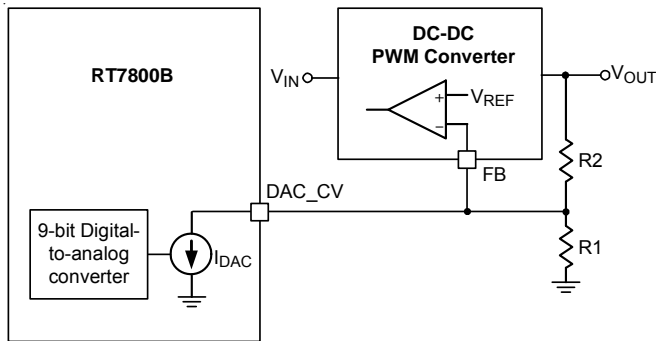 RT7800B
9-bit Digital-
to-analog
converter
IDAC
DAC_CV
DC-DC
PWM Converter
VIN
+
VREF
−
FB
VOUT
R2
R1